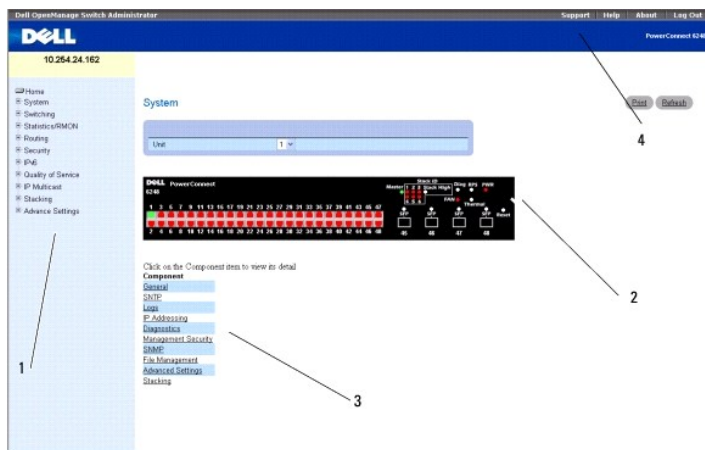 Dell OpenManage Switch Administrator
Support Help About Log Out
DELL
PowerConnect 6248
10.264.24.162
Home
System
Switching
Statistics/RMON
Routing
Security
IPv6
Quality of Service
IP Multicast
Stacking
Advance Settings
System
Print Refresh
Unit 1
DELL PowerConnect
6248
Stack ID
Master 1 2 3 Stack High Diag RPS PWR
FAN
Thermal
1 3 5 7 9 11 13 15 17 19 21 23 25 27 29 31 33 35 37 39 41 43 45 47
2 4 6 8 10 12 14 16 18 20 22 24 26 28 30 32 34 36 38 40 42 44 46 48
SFP SFP SFP SFP Reset
45 46 47 48
Click on the Component item to view its detail
Component
General
SNTP
Logs
IP Addressing
Diagnostics
Management Security
SNMP
File Management
Advanced Settings
Stacking
1
2
3
4